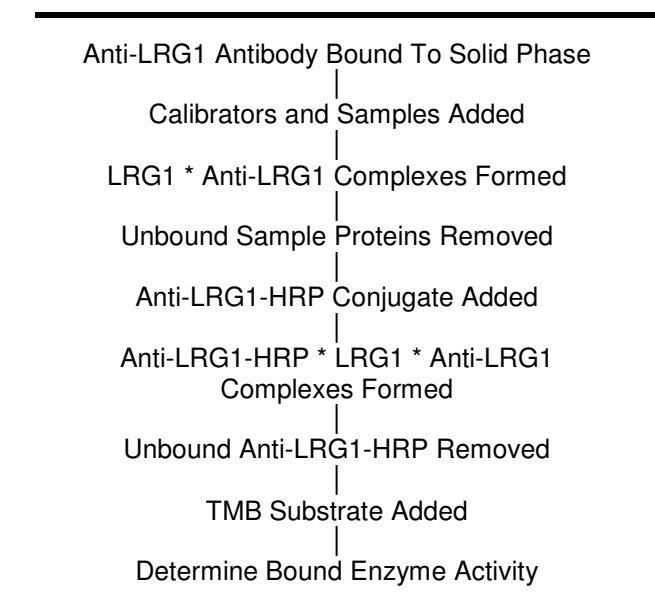 Anti-LRG1 Antibody Bound To Solid Phase
Calibrators and Samples Added
LRG1 * Anti-LRG1 Complexes Formed
Unbound Sample Proteins Removed
Anti-LRG1-HRP Conjugate Added
Anti-LRG1-HRP * LRG1 * Anti-LRG1
Complexes Formed
Unbound Anti-LRG1-HRP Removed
TMB Substrate Added
Determine Bound Enzyme Activity